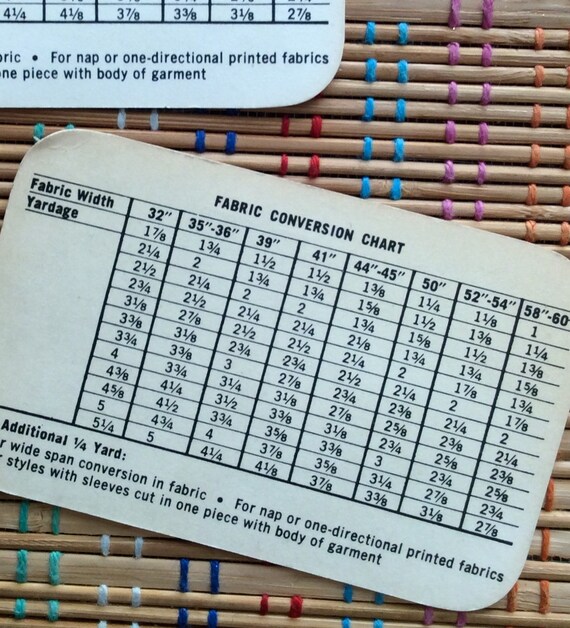 4¼ 4⅛ 3⅞ 3⅜ 3⅛ 2⅞
bric • For nap or one-directional printed fabrics
one piece with body of garment
FABRIC CONVERSION CHART
Fabric Width 32" 35"-36" 39" 41" 44"-45" 50" 52"-54" 58"-60
Yardage 1⅞ 1¾ 1½ 1½ 1⅜ 1¼ 1⅛ 1
2¼ 2 1¾ 1¾ 1⅝ 1½ 1⅜ 1¼
2½ 2¼ 2 2 1¾ 1⅝ 1½ 1⅜
2¾ 2½ 2¼ 2¼ 2⅛ 1¾ 1¾ 1⅝
3⅛ 2⅞ 2½ 2½ 2¼ 2 1⅞ 1¾
3⅜ 3⅛ 2¾ 2¾ 2½ 2¼ 2 1⅞
3¾ 3⅜ 3 2⅞ 2¾ 2⅜ 2¼ 2
4 3¾ 3¼ 3⅛ 2⅞ 2⅝ 2⅜ 2¼
4⅜ 4¼ 3½ 3⅜ 3⅛ 2¾ 2⅝ 2⅜
4⅝ 4½ 3¾ 3⅝ 3⅜ 3 2¾ 2⅝
5 4¾ 4 3⅞ 3⅝ 3¼ 2⅞ 2¾
5¼ 5 4¼ 4⅛ 3⅞ 3⅜ 3⅛ 2⅞
Additional ¼ Yard:
r wide span conversion in fabric • For nap or one-directional printed fabrics
r styles with sleeves cut in one piece with body of garment